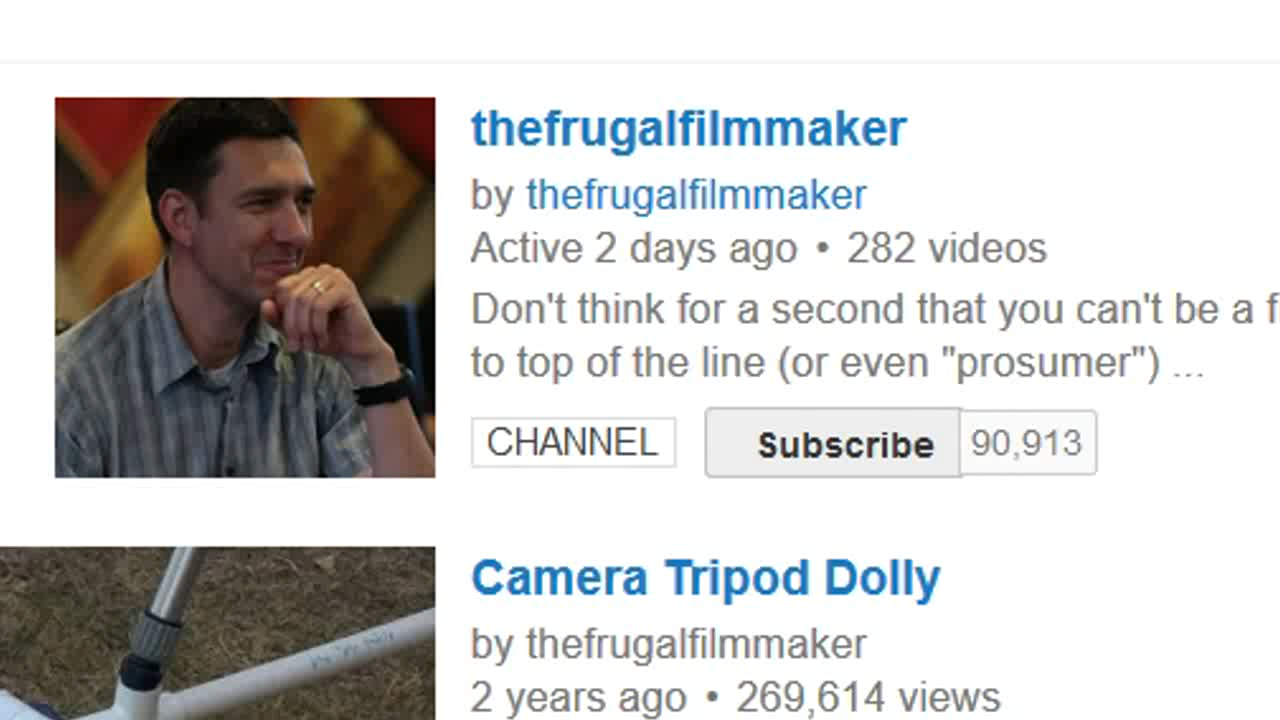 thefrugalfilmmaker
by thefrugalfilmmaker
Active 2 days ago • 282 videos
Don't think for a second that you can't be a f
to top of the line (or even "prosumer") ...
CHANNEL
Subscribe 90,913
Camera Tripod Dolly
by thefrugalfilmmaker
2 years ago • 269,614 views